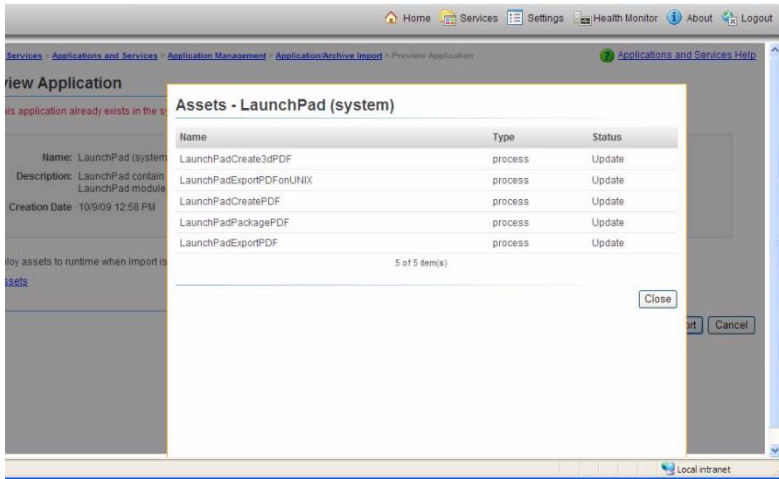 Home Services Settings Health Monitor About Logout
Services > Applications and Services > Application Management > Application/Archive Import > Preview Application
Applications and Services Help
view Application
his application already exists in the s
Assets - LaunchPad (system)
Name Type Status
LaunchPadCreate3dPDF process Update
LaunchPadExportPDFonUNIX process Update
LaunchPadCreatePDF process Update
LaunchPadPackagePDF process Update
LaunchPadExportPDF process Update
5 of 5 item(s)
Close
Name: LaunchPad (system
Description: LaunchPad contain
LaunchPad module
Creation Date 10/9/09 12:58 PM
loy assets to runtime when import is
ssets
ort Cancel
Local intranet